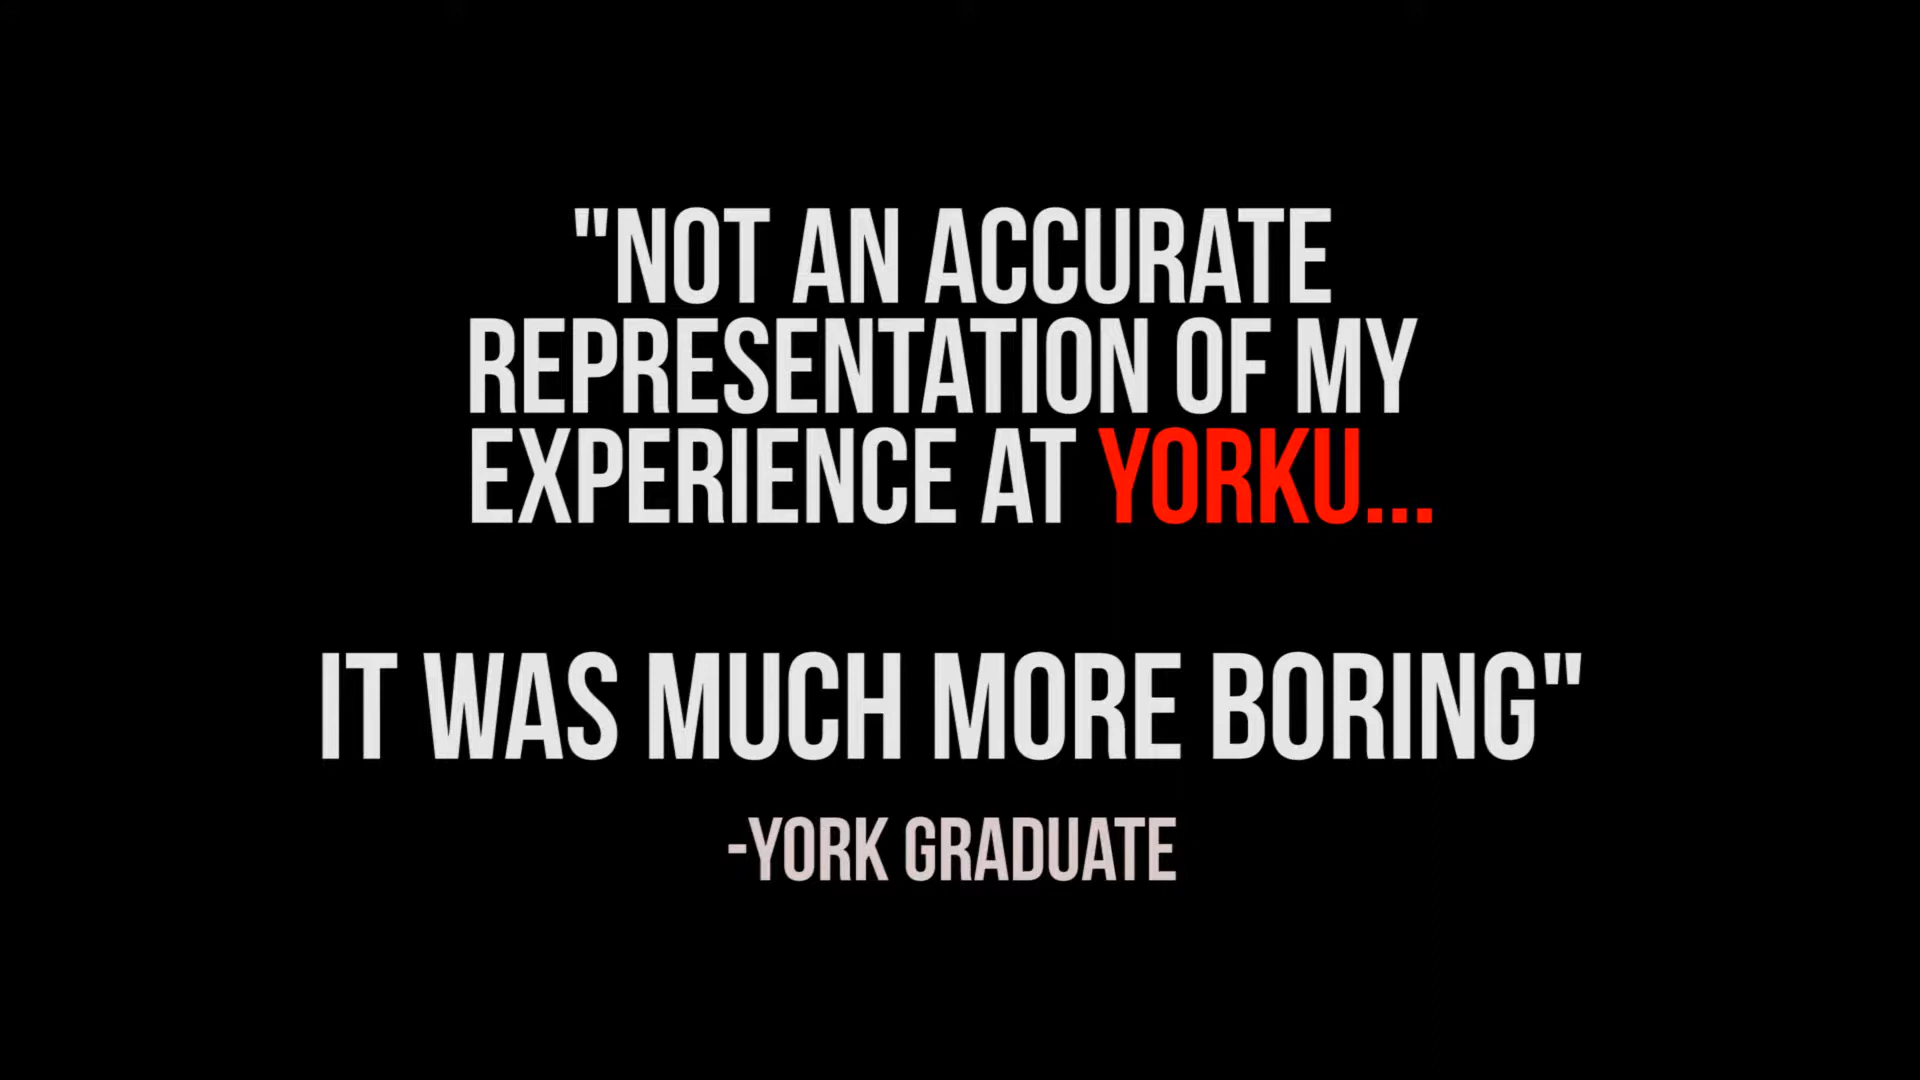 "NOT AN ACCURATE
REPRESENTATION OF MY
EXPERIENCE AT YORKU...
IT WAS MUCH MORE BORING"
-YORK GRADUATE